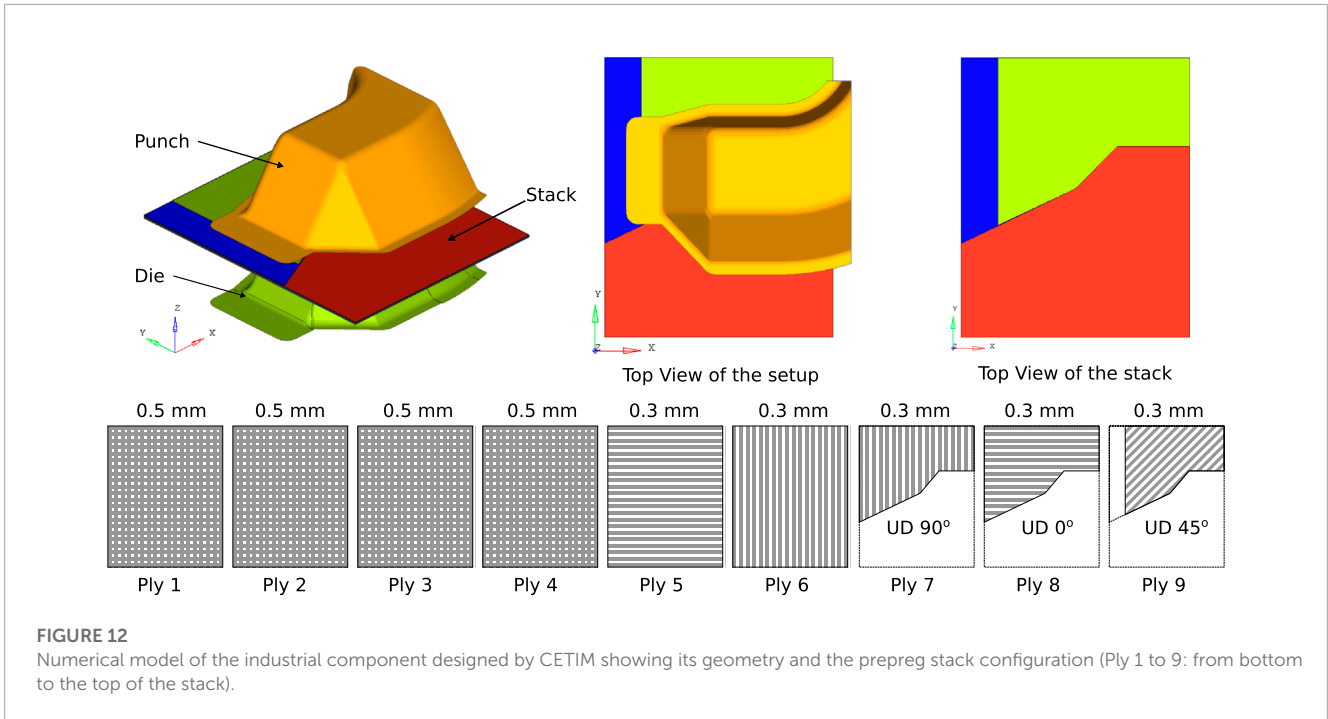 Punch
Stack
Die
Z
Y
X
Y
Z
X
Top View of the setup
Y
Z
X
Top View of the stack
0.5 mm
0.5 mm
0.5 mm
0.5 mm
0.3 mm
0.3 mm
0.3 mm
0.3 mm
0.3 mm
UD 90º
UD 0º
UD 45º
Ply 1
Ply 2
Ply 3
Ply 4
Ply 5
Ply 6
Ply 7
Ply 8
Ply 9
FIGURE 12
Numerical model of the industrial component designed by CETIM showing its geometry and the prepreg stack configuration (Ply 1 to 9: from bottom
to the top of the stack).